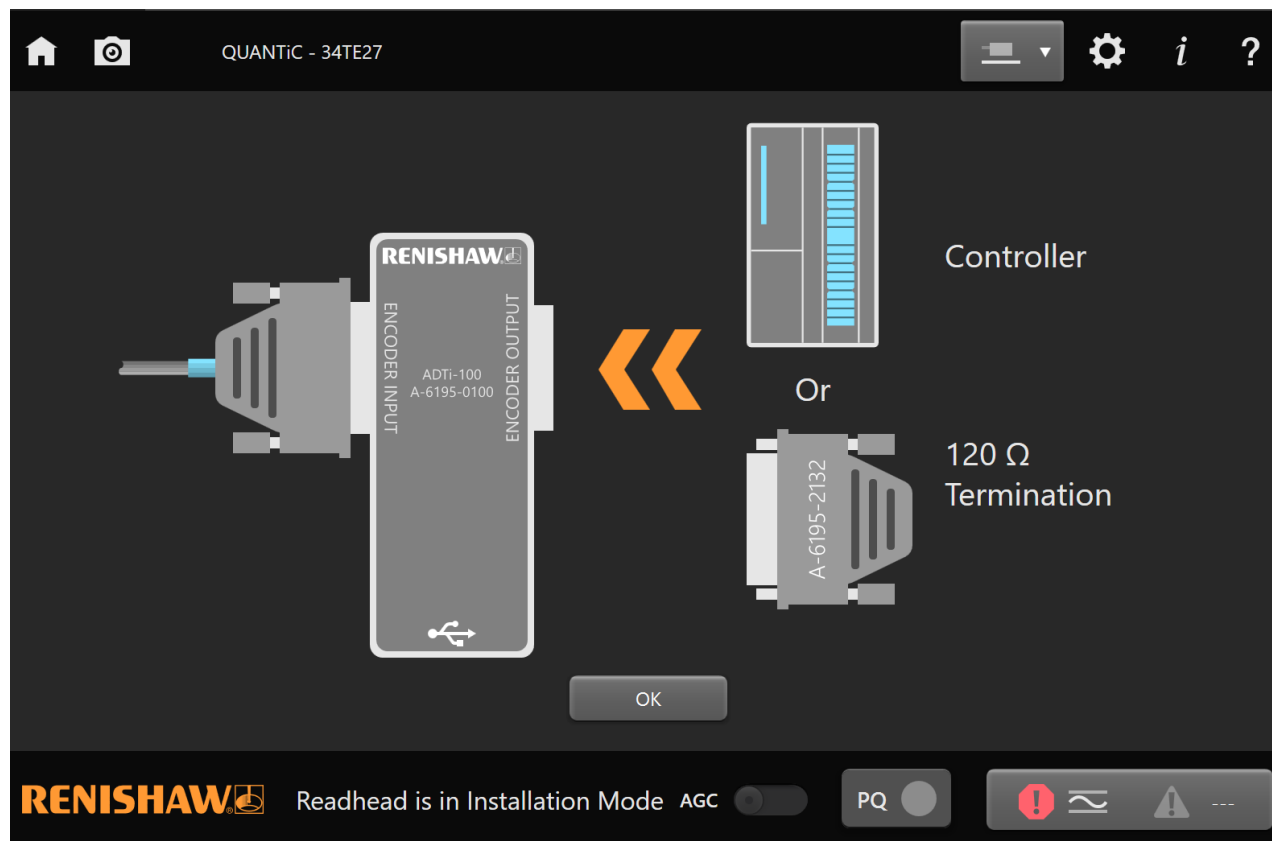 QUANTiC - 34TE27
i
?
RENISHAW
ENCODER INPUT
ADTi-100
A-6195-0100
ENCODER OUTPUT
Controller
Or
A-6195-2132
120 Ω
Termination
OK
RENISHAW
Readhead is in Installation Mode AGC
PQ
---